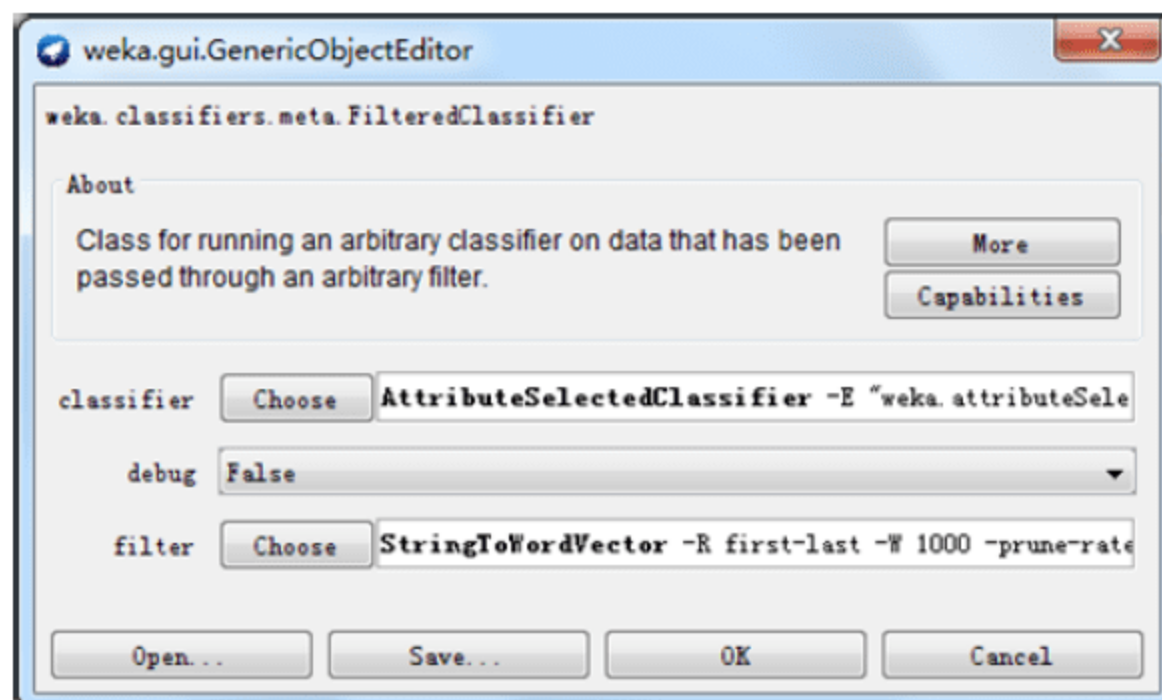 weka.gui.GenericObjectEditor
weka.classifiers.meta.FilteredClassifier
About
Class for running an arbitrary classifier on data that has been
passed through an arbitrary filter.
More
Capabilities
classifier Choose AttributeSelectedClassifier -E "weka.attributeSele
debug False
filter Choose StringToWordVector -R first-last -W 1000 -prune-rate
Open... Save... OK Cancel